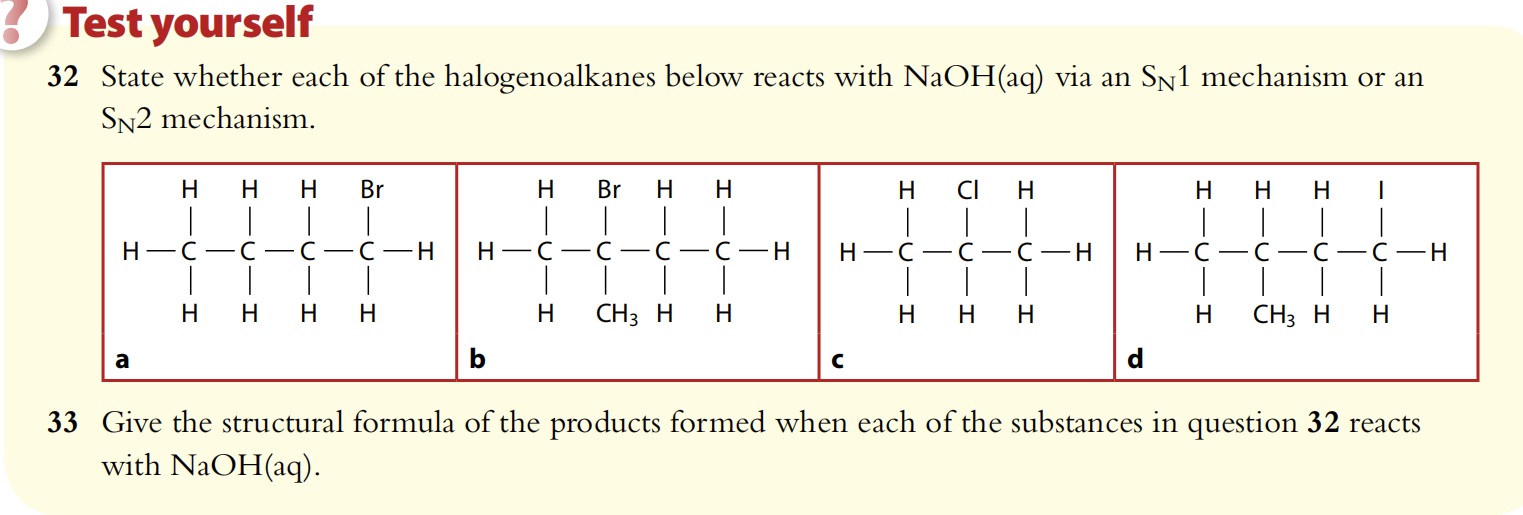 ?
Test yourself
32 State whether each of the halogenoalkanes below reacts with NaOH(aq) via an SN1 mechanism or an
SN2 mechanism.
H H H Br H Br H H H Cl H H H H I
H—C—C—C—C—H H—C—C—C—C—H H—C—C—C—H H—C—C—C—C—H
H H H H H CH3 H H H H H H CH3 H H
a b c d
33 Give the structural formula of the products formed when each of the substances in question 32 reacts
with NaOH(aq).